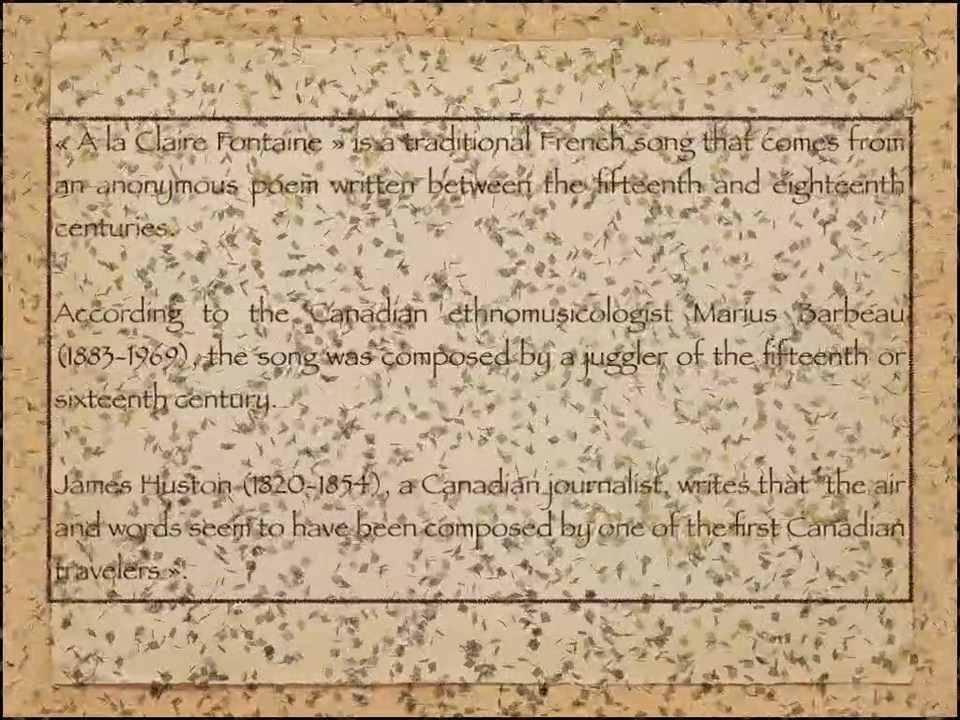 « A la Claire Fontaine » is a traditional French song that comes from
an anonymous poem written between the fifteenth and eighteenth
centuries.
According to the Canadian ethnomusicologist Marius Barbeau
(1883-1969), the song was composed by a juggler of the fifteenth or
sixteenth century.
James Huston (1820-1854), a Canadian journalist, writes that "the air
and words seem to have been composed by one of the first Canadian
travelers ».